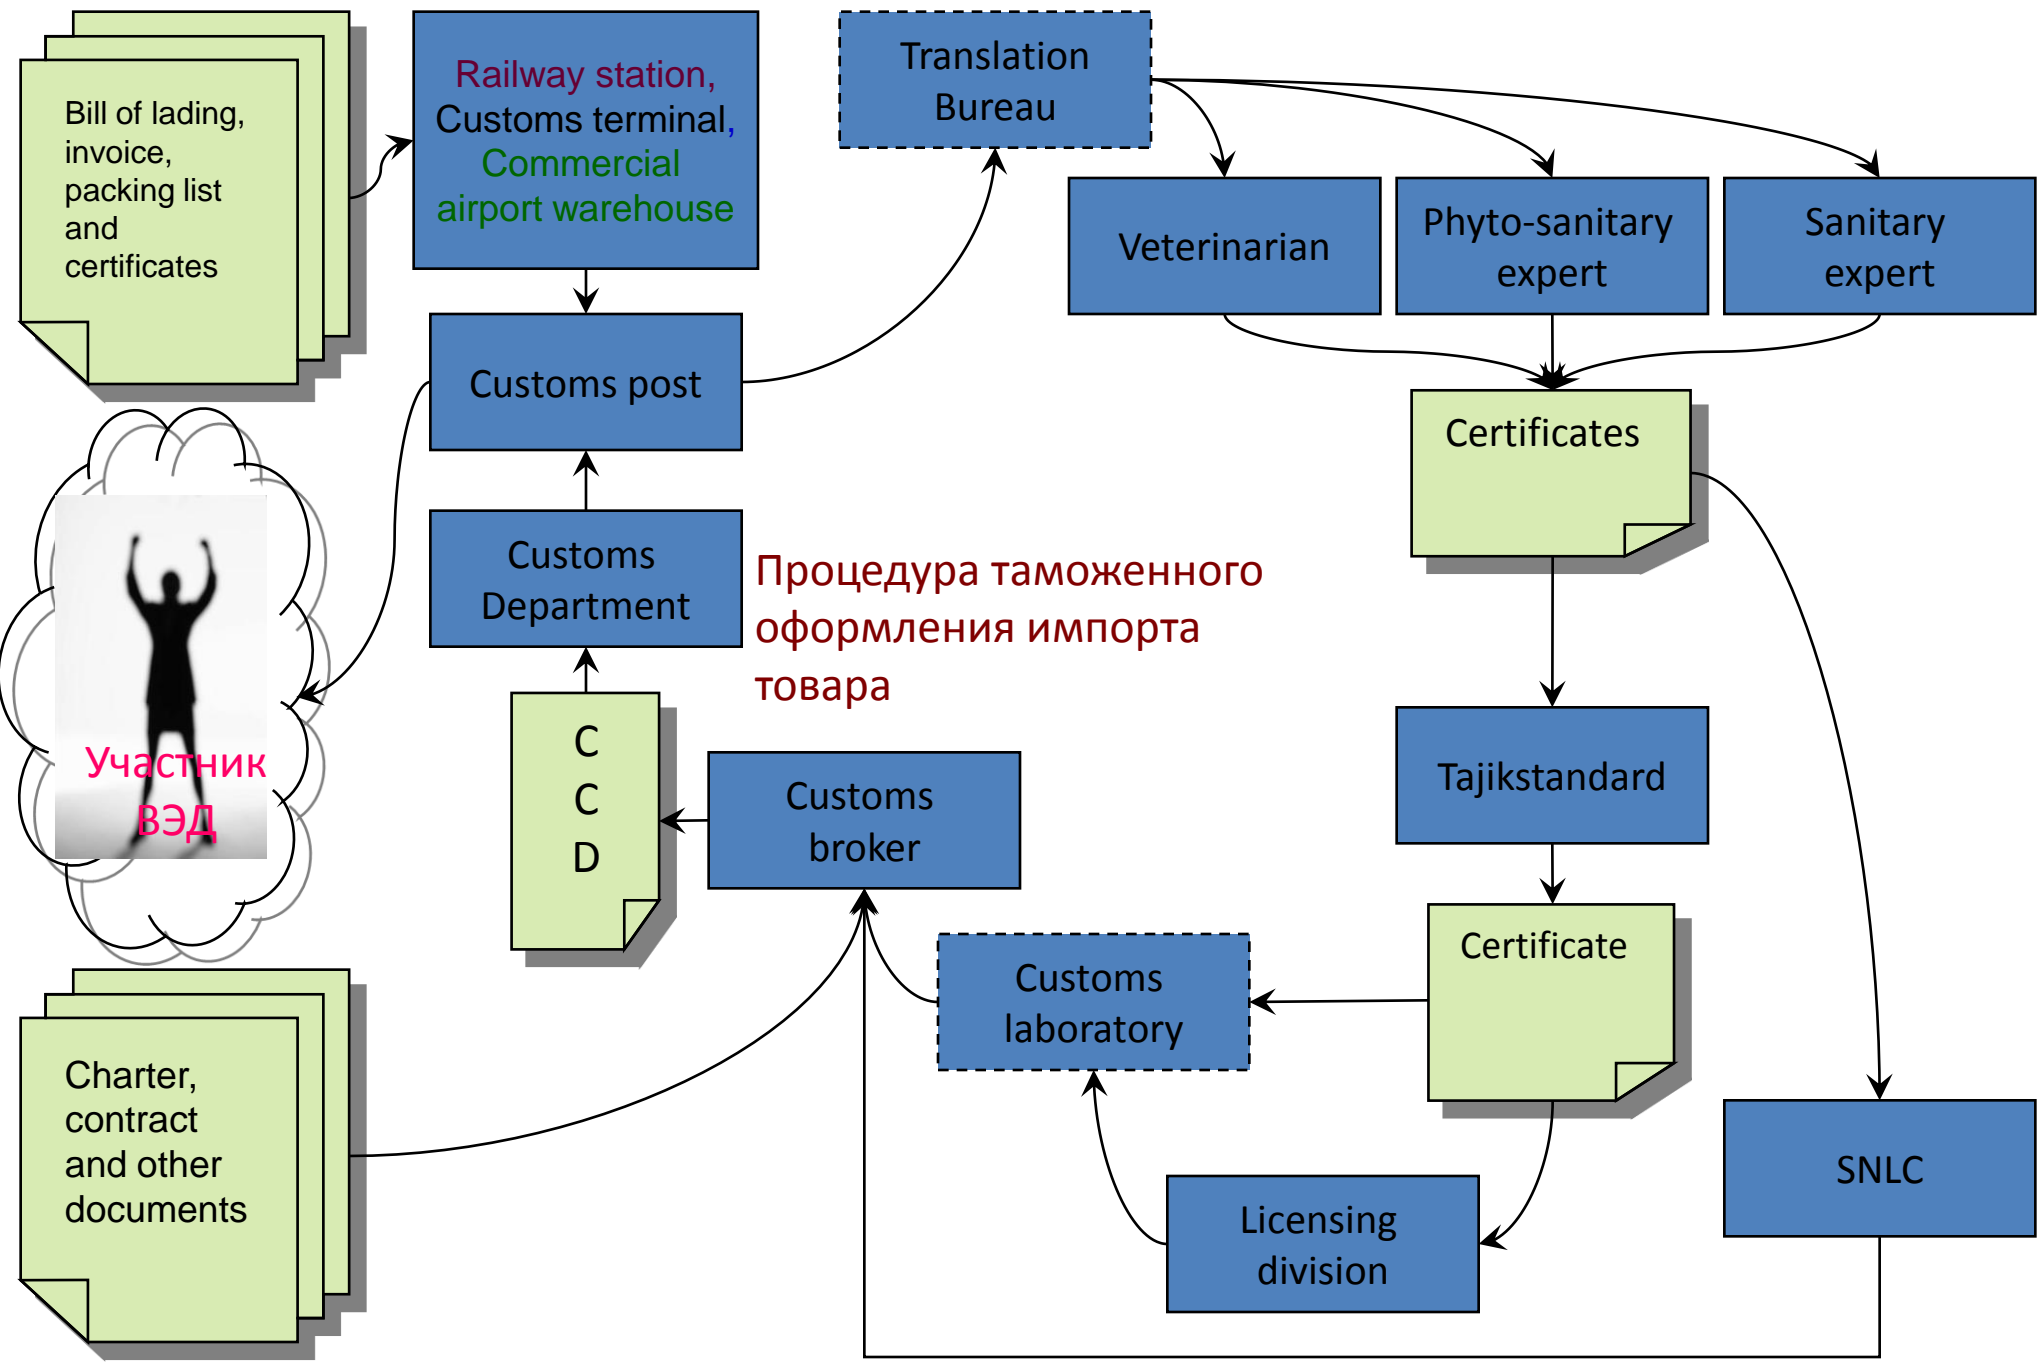 Bill of lading,
invoice,
packing list
and
certificates
Railway station,
Customs terminal,
Commercial
airport warehouse
Translation
Bureau
Veterinarian
Phyto-sanitary
expert
Sanitary
expert
Customs post
Certificates
Customs
Department
Процедура таможенного
оформления импорта
товара
Участник
ВЭД
C
C
D
Customs
broker
Tajikstandard
Certificate
Customs
laboratory
Charter,
contract
and other
documents
Licensing
division
SNLC